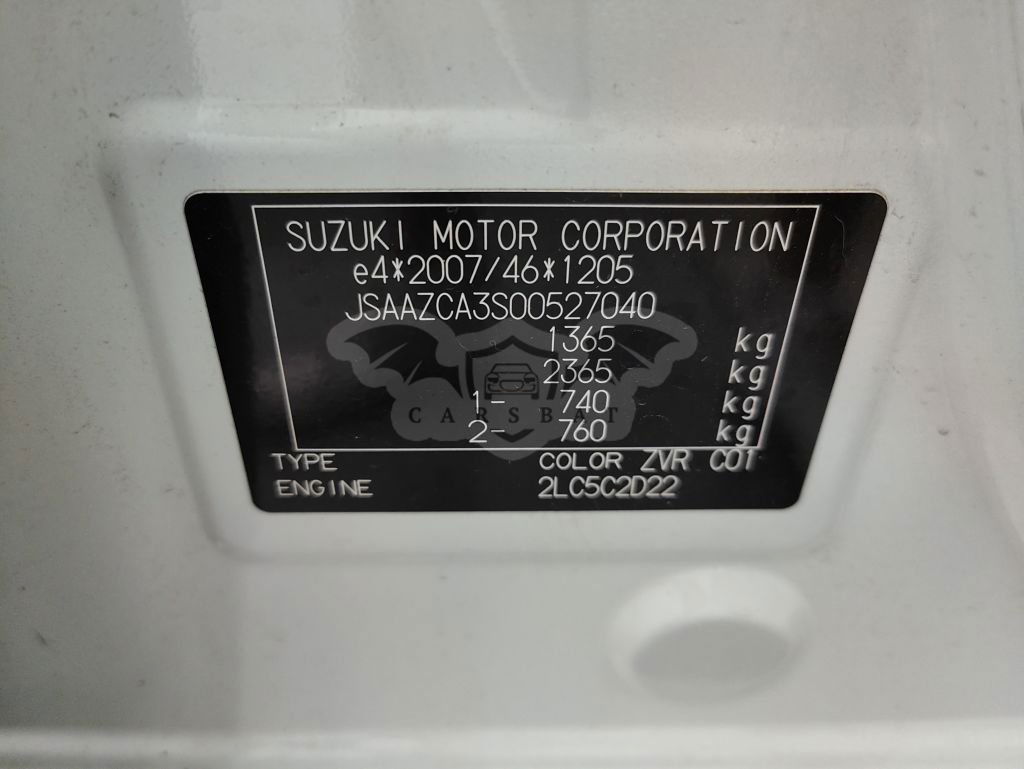 SUZUKI MOTOR CORPORATION
e4*2007/46*1205
JSAAZCA3S00527040
1365 kg
2365 kg
1- 740 kg
CARSBAT
2- 760 kg
TYPE COLOR ZVR C01
ENGINE 2LC5C2D22